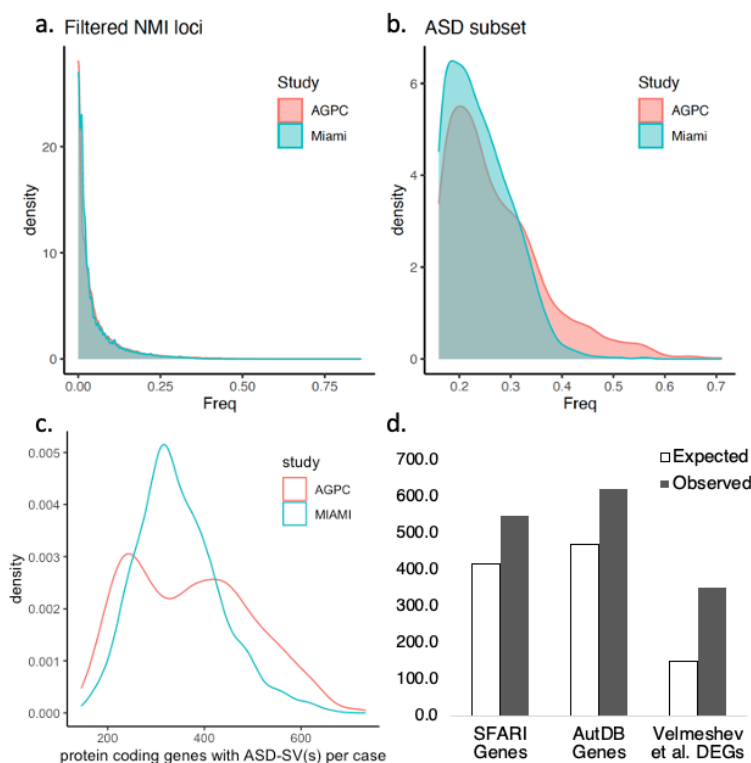 a. Filtered NMI loci
Study
AGPC
Miami
density
20
10
0
0.00 0.25 0.50 0.75
Freq
b. ASD subset
Study
AGPC
Miami
density
6
4
2
0
0.2 0.3 0.4 0.5 0.6 0.7
Freq
c.
study
AGPC
MIAMI
density
0.005
0.004
0.003
0.002
0.001
0.000
200 400 600
protein coding genes with ASD-SV(s) per case
d.
Expected
Observed
700.0
600.0
500.0
400.0
300.0
200.0
100.0
0.0
SFARI Genes
AutDB Genes
Velmeshev et al. DEGs